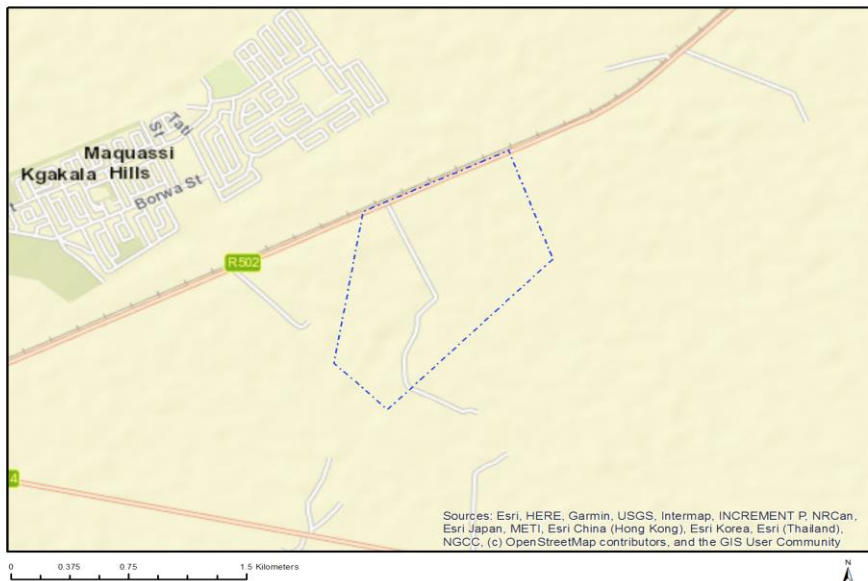 St
Tati
Maquassi
Kgakala Hills
Borwa St
t
R502
4
Sources: Esri, HERE, Garmin, USGS, Intermap, INCREMENT P, NRCan,
Esri Japan, METI, Esri China (Hong Kong), Esri Korea, Esri (Thailand),
NGCC, (c) OpenStreetMap contributors, and the GIS User Community
0 0.375 0.75 1.5 Kilometers
N